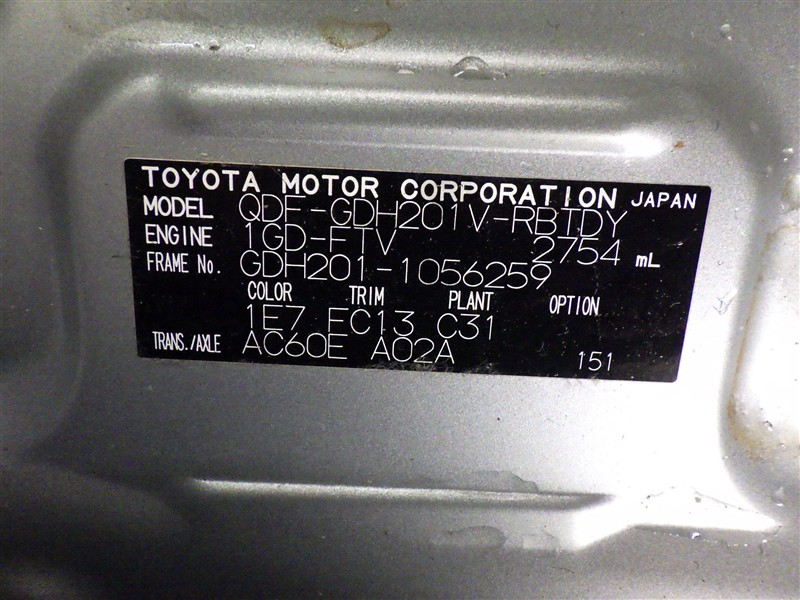 TOYOTA MOTOR CORPORATION JAPAN
MODEL QDF-GDH201V-RBTDY
ENGINE 1GD-FTV 2754 mL
FRAME No. GDH201-1056259
COLOR TRIM PLANT OPTION
1E7 FC13 C31
TRANS./AXLE AC60E A02A 151